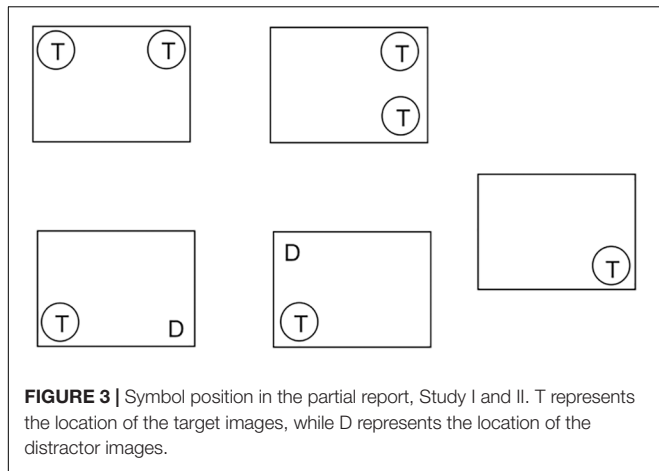 T T
T
T
T
T D
D
T
FIGURE 3 | Symbol position in the partial report, Study I and II. T represents
the location of the target images, while D represents the location of the
distractor images.